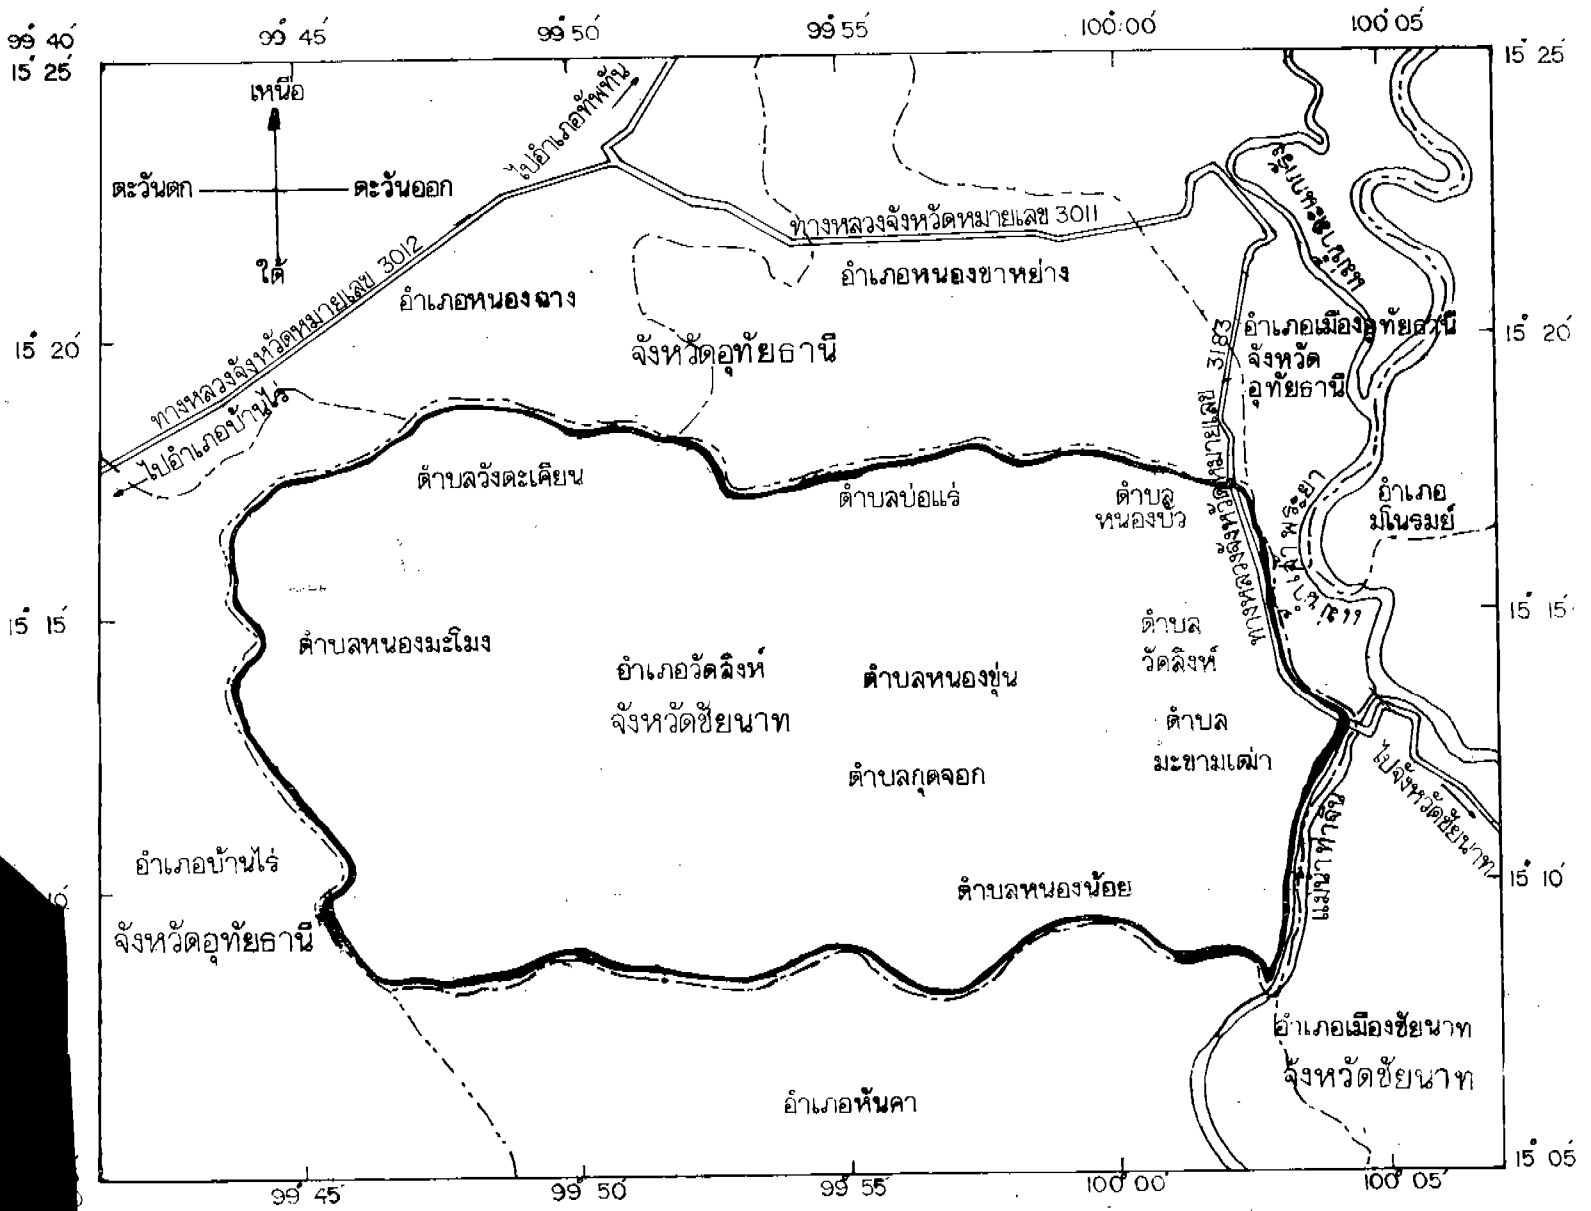 99° 40′
99° 45′
99° 50′
99° 55′
100° 00′
100° 05′
15° 25′
15° 25′
เหนือ
ตะวันตก
ตะวันออก
ใต้
ไปอำเภอทัพทัน
ทางหลวงจังหวัดหมายเลข 3012
ทางหลวงจังหวัดหมายเลข 3011
อำเภอหนองฉาง
อำเภอหนองขาหย่าง
จังหวัดอุทัยธานี
แม่น้ำสะแกกรัง
15° 20′
15° 20′
อำเภอเมืองอุทัยธานี
จังหวัด
อุทัยธานี
ไปอำเภอบ้านไร่
ทางหลวงจังหวัดหมายเลข 3183
ตำบลวังตะเคียน
ตำบลบ่อแร่
ตำบล
หนองบัว
แม่น้ำเจ้าพระยา
อำเภอ
มโนรมย์
15° 15′
15° 15′
ตำบลหนองมะโมง
อำเภอวัดสิงห์
จังหวัดชัยนาท
ตำบลหนองขุ่น
ตำบล
วัดสิงห์
ตำบล
มะขามเฒ่า
ตำบลกุดจอก
ไปจังหวัดชัยนาท
แม่น้ำท่าจีน
อำเภอบ้านไร่
จังหวัดอุทัยธานี
ตำบลหนองน้อย
15° 10′
อำเภอเมืองชัยนาท
จังหวัดชัยนาท
อำเภอหันคา
15° 05′
99° 45′
99° 50′
99° 55′
100° 00′
100° 05′